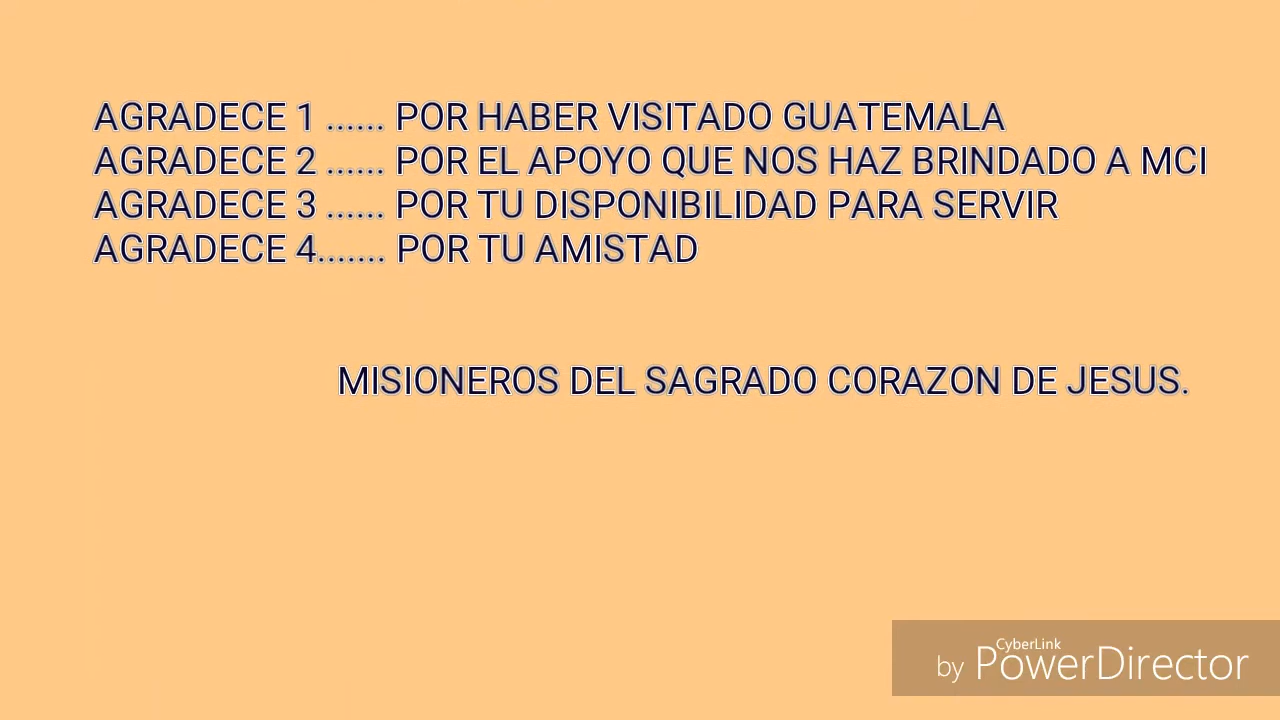 AGRADECE 1 ...... POR HABER VISITADO GUATEMALA
AGRADECE 2 ...... POR EL APOYO QUE NOS HAZ BRINDADO A MCI
AGRADECE 3 ...... POR TU DISPONIBILIDAD PARA SERVIR
AGRADECE 4....... POR TU AMISTAD
MISIONEROS DEL SAGRADO CORAZON DE JESUS.
CyberLink
by PowerDirector